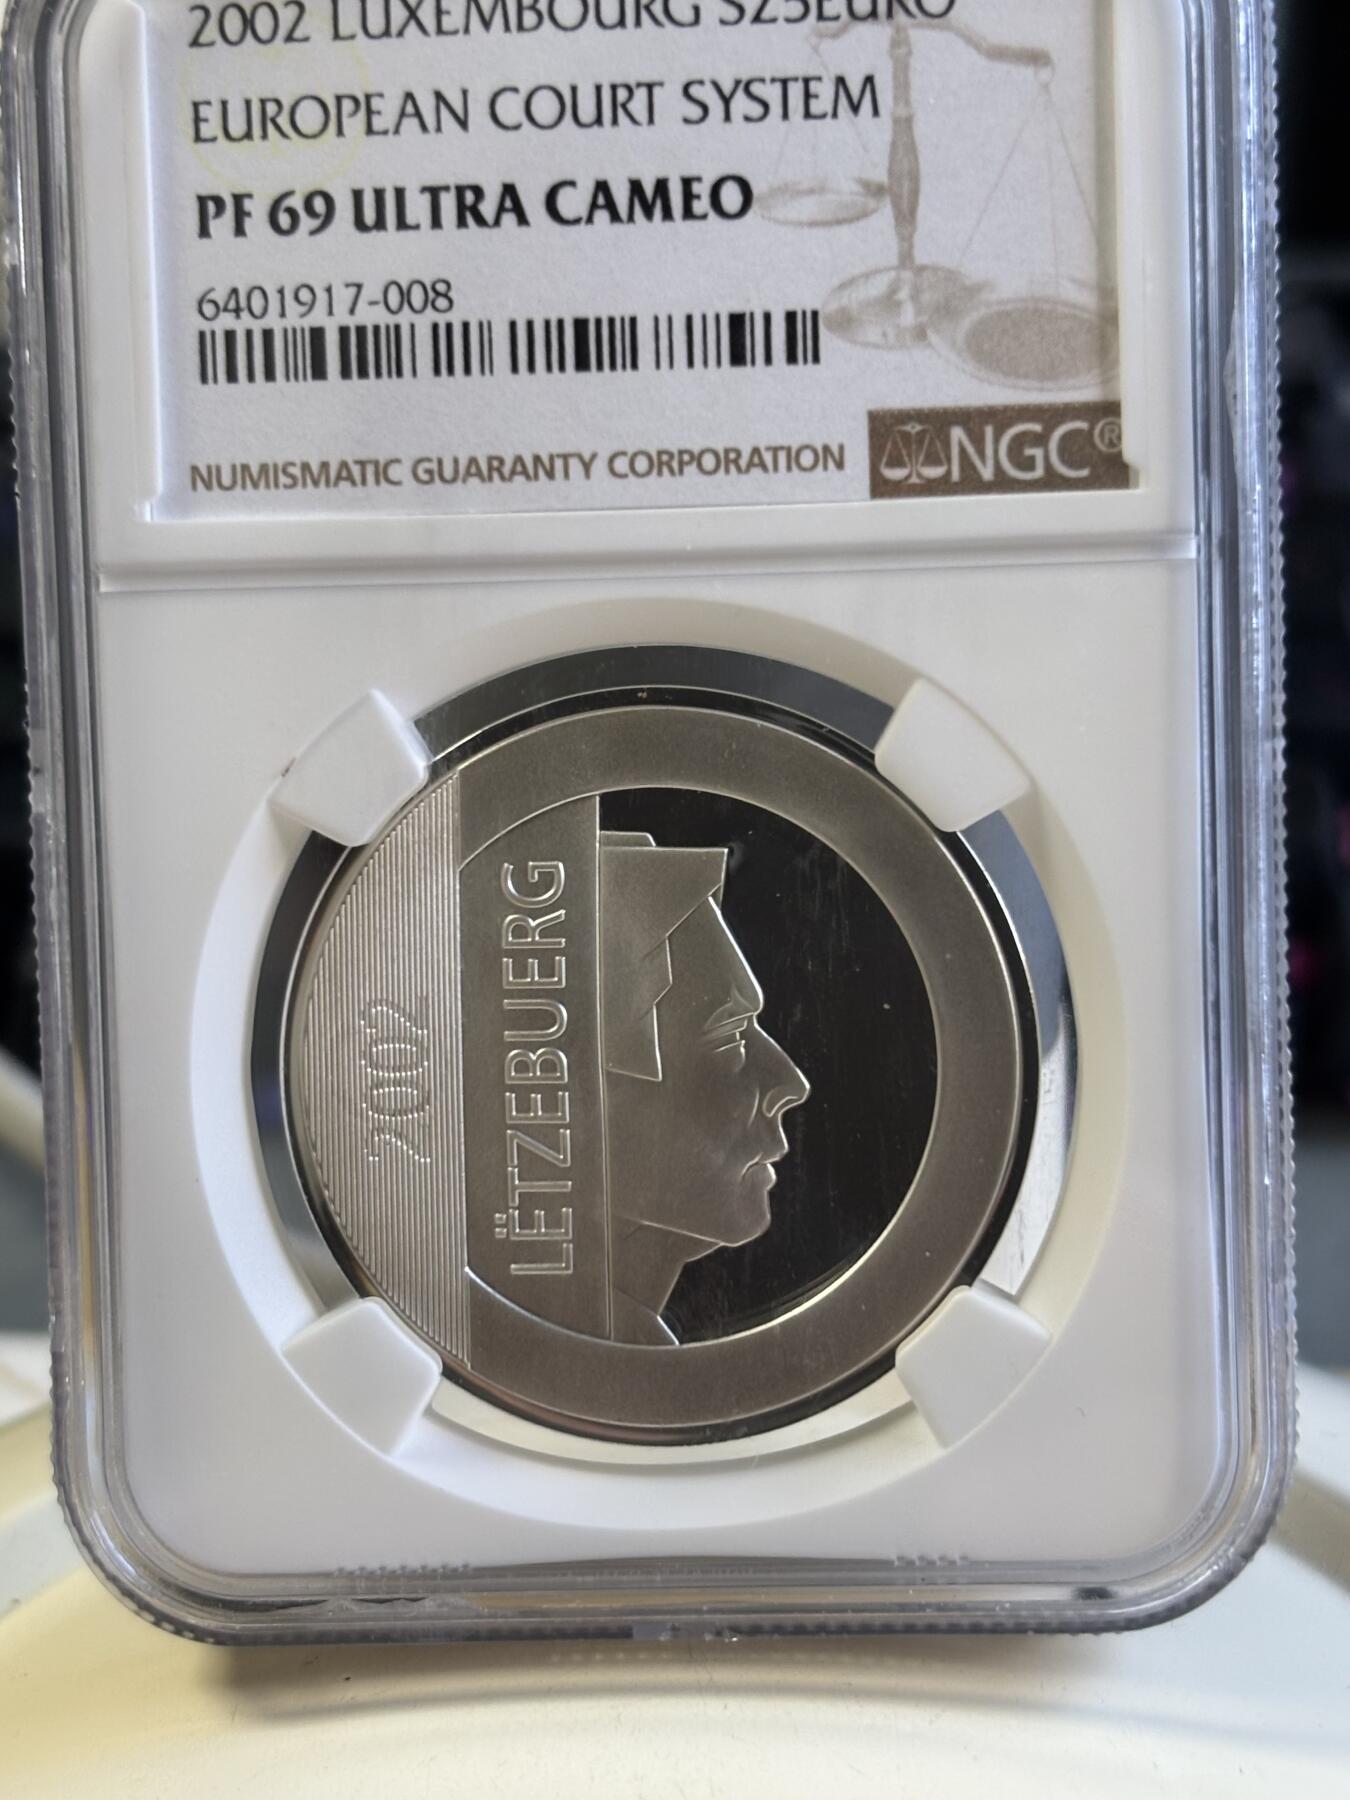 2002 LUXEMBOURG S25EURO
EUROPEAN COURT SYSTEM
PF 69 ULTRA CAMEO
6401917-008
NUMISMATIC GUARANTY CORPORATION
NGC®
2002
LËTZEBUERG